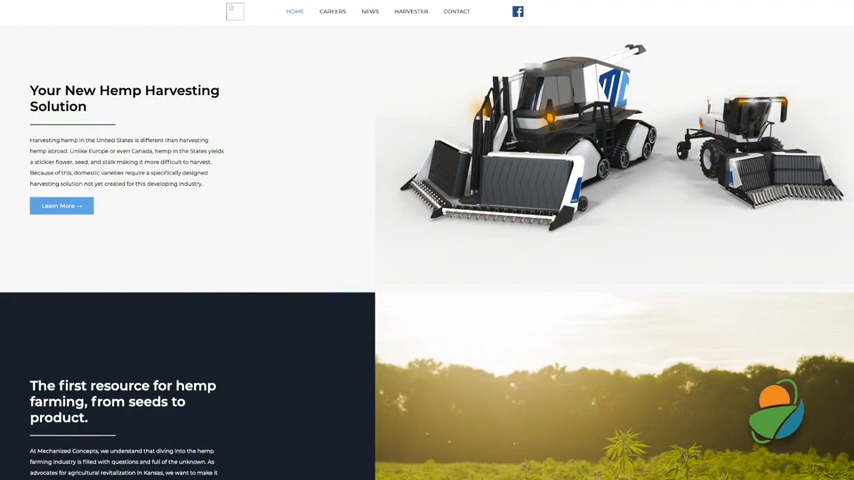 HOME CAREERS NEWS HARVESTER CONTACT
Your New Hemp Harvesting
Solution
Harvesting hemp in the United States is different than harvesting
hemp abroad. Unlike Europe or even Canada, hemp in the States yields
a stickier flower, seed, and stalk making it more difficult to harvest.
Because of this, domestic varieties require a specifically designed
harvesting solution not yet created for this developing industry.
Learn More →
MC
The first resource for hemp
farming, from seeds to
product.
At Mechanized Concepts, we understand that diving into the hemp
farming industry is filled with questions and full of the unknown. As
advocates for agricultural revitalization in Kansas, we want to make it